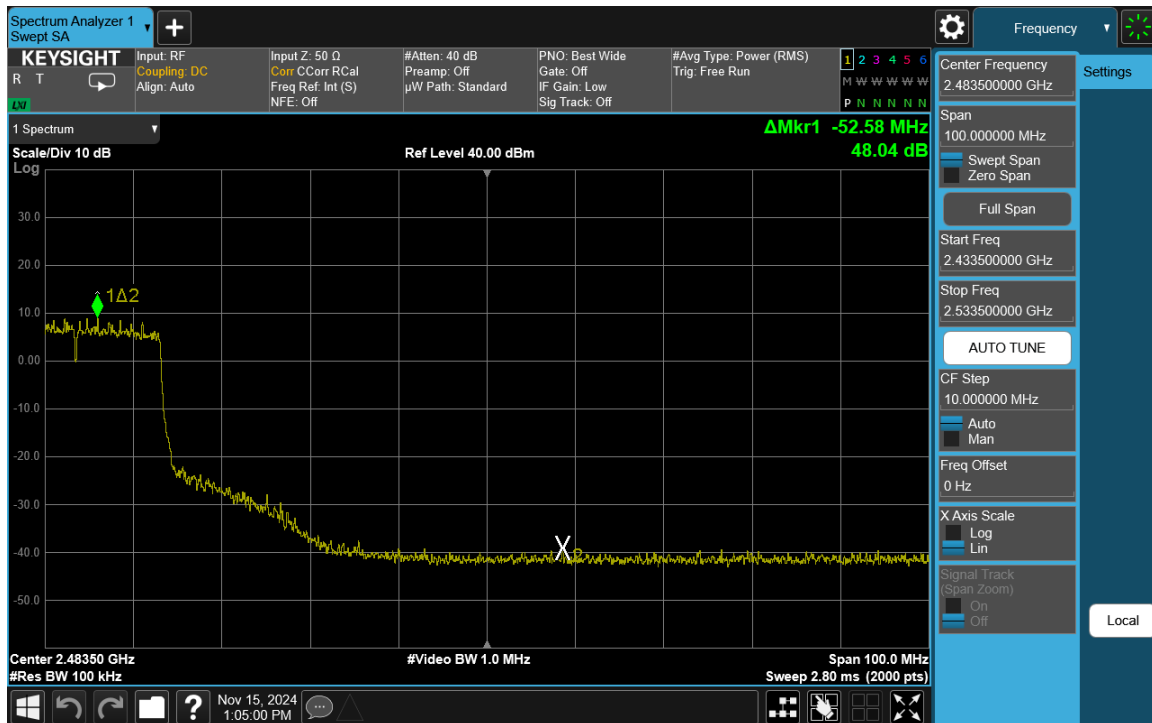 Spectrum Analyzer 1
Swept SA
Frequency
KEYSIGHT
R T
LXI
Input: RF
Coupling: DC
Align: Auto
Input Z: 50 Ω
Corr CCorr RCal
Freq Ref: Int (S)
NFE: Off
#Atten: 40 dB
Preamp: Off
µW Path: Standard
PNO: Best Wide
Gate: Off
IF Gain: Low
Sig Track: Off
#Avg Type: Power (RMS)
Trig: Free Run
1 2 3 4 5 6
M W W W W W
P N N N N N
1 Spectrum
Scale/Div 10 dB
Log
Ref Level 40.00 dBm
ΔMkr1 -52.58 MHz
48.04 dB
30.0
20.0
10.0
0.00
-10.0
-20.0
-30.0
-40.0
-50.0
1Δ2
X2
Center 2.48350 GHz
#Res BW 100 kHz
#Video BW 1.0 MHz
Span 100.0 MHz
Sweep 2.80 ms (2000 pts)
Nov 15, 2024
1:05:00 PM
?
Center Frequency
2.483500000 GHz
Settings
Span
100.000000 MHz
Swept Span
Zero Span
Full Span
Start Freq
2.433500000 GHz
Stop Freq
2.533500000 GHz
AUTO TUNE
CF Step
10.000000 MHz
Auto
Man
Freq Offset
0 Hz
X Axis Scale
Log
Lin
Signal Track
(Span Zoom)
On
Off
Local